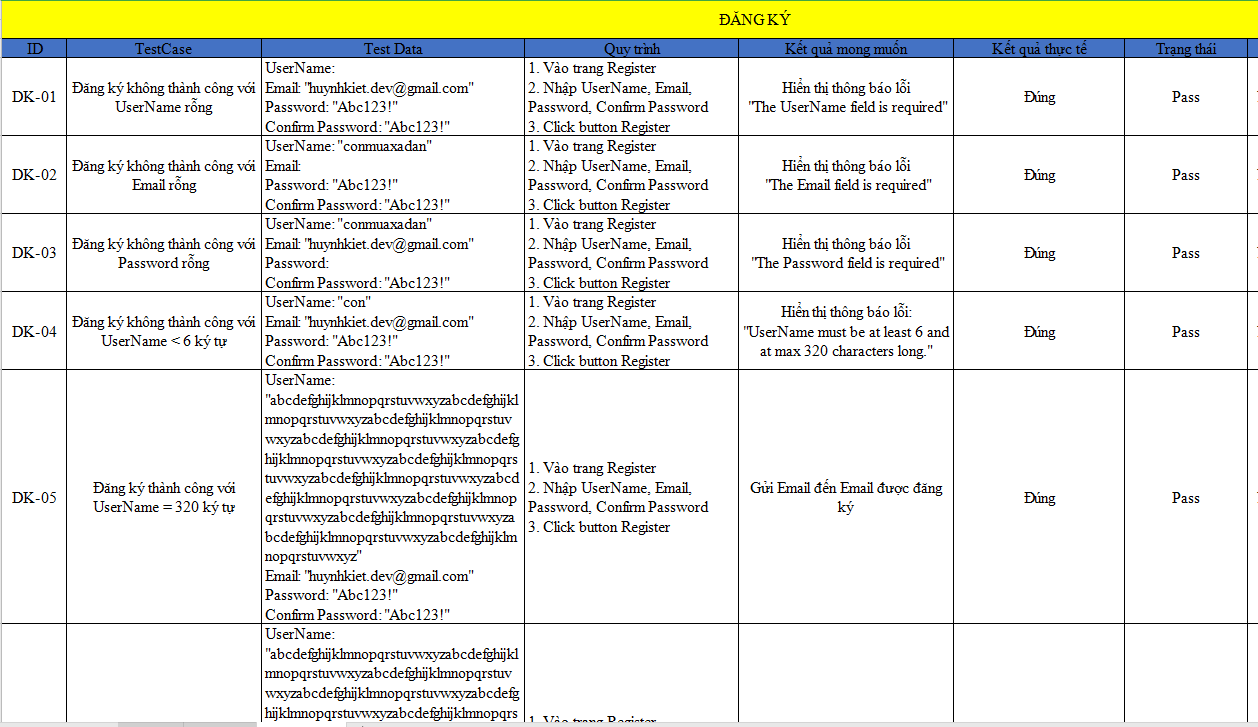 ĐĂNG KÝ
ID TestCase Test Data Quy trình Kết quả mong muốn Kết quả thực tế Trạng thái
DK-01
Đăng ký không thành công với
UserName rỗng
UserName:
Email: "huynhkiet.dev@gmail.com"
Password: "Abc123!"
Confirm Password: "Abc123!"
1. Vào trang Register
2. Nhập UserName, Email,
Password, Confirm Password
3. Click button Register
Hiển thị thông báo lỗi
"The UserName field is required"
Đúng
Pass
DK-02
Đăng ký không thành công với
Email rỗng
UserName: "conmuaxadan"
Email:
Password: "Abc123!"
Confirm Password: "Abc123!"
1. Vào trang Register
2. Nhập UserName, Email,
Password, Confirm Password
3. Click button Register
Hiển thị thông báo lỗi
"The Email field is required"
Đúng
Pass
DK-03
Đăng ký không thành công với
Password rỗng
UserName: "conmuaxadan"
Email: "huynhkiet.dev@gmail.com"
Password:
Confirm Password: "Abc123!"
1. Vào trang Register
2. Nhập UserName, Email,
Password, Confirm Password
3. Click button Register
Hiển thị thông báo lỗi
"The Password field is required"
Đúng
Pass
DK-04
Đăng ký không thành công với
UserName < 6 ký tự
UserName: "con"
Email: "huynhkiet.dev@gmail.com"
Password: "Abc123!"
Confirm Password: "Abc123!"
1. Vào trang Register
2. Nhập UserName, Email,
Password, Confirm Password
3. Click button Register
Hiển thị thông báo lỗi:
"UserName must be at least 6 and
at max 320 characters long."
Đúng
Pass
DK-05
Đăng ký thành công với
UserName = 320 ký tự
UserName:
"abcdefghijklmnopqrstuvwxyzabcdefghijkl
mnopqrstuvwxyzabcdefghijklmnopqrstuv
wxyzabcdefghijklmnopqrstuvwxyzabcdefg
hijklmnopqrstuvwxyzabcdefghijklmnopqrs
tuvwxyzabcdefghijklmnopqrstuvwxyzabcd
efghijklmnopqrstuvwxyzabcdefghijklmnop
qrstuvwxyzabcdefghijklmnopqrstuvwxyza
bcdefghijklmnopqrstuvwxyzabcdefghijklm
nopqrstuvwxyz"
Email: "huynhkiet.dev@gmail.com"
Password: "Abc123!"
Confirm Password: "Abc123!"
1. Vào trang Register
2. Nhập UserName, Email,
Password, Confirm Password
3. Click button Register
Gửi Email đến Email được đăng
ký
Đúng
Pass
UserName:
"abcdefghijklmnopqrstuvwxyzabcdefghijkl
mnopqrstuvwxyzabcdefghijklmnopqrstuv
wxyzabcdefghijklmnopqrstuvwxyzabcdefg
hijklmnopqrstuvwxyzabcdefghijklmnopqrs
1. Vào trang Register